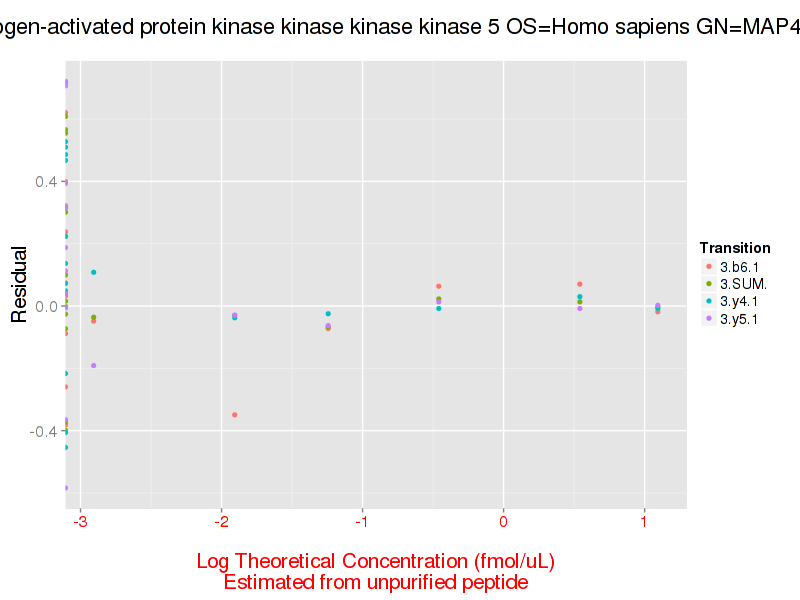 ogen-activated protein kinase kinase kinase kinase 5 OS=Homo sapiens GN=MAP4
Residual
0.4
0.0
-0.4
-3
-2
-1
0
1
Log Theoretical Concentration (fmol/uL)
Estimated from unpurified peptide
Transition
3.b6.1
3.SUM.
3.y4.1
3.y5.1